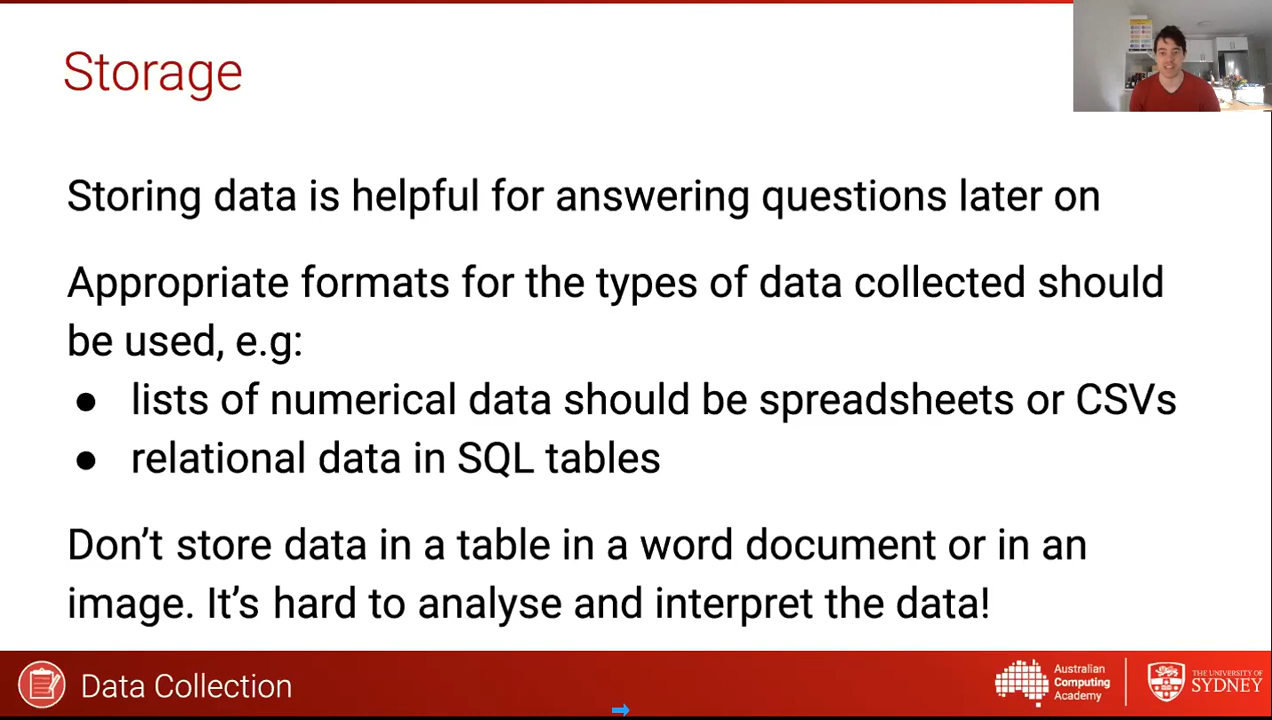 Storage
Storing data is helpful for answering questions later on
Appropriate formats for the types of data collected should
be used, e.g:
● lists of numerical data should be spreadsheets or CSVs
● relational data in SQL tables
Don't store data in a table in a word document or in an
image. It's hard to analyse and interpret the data!
Data Collection
Australian
Computing
Academy
THE UNIVERSITY OF
SYDNEY